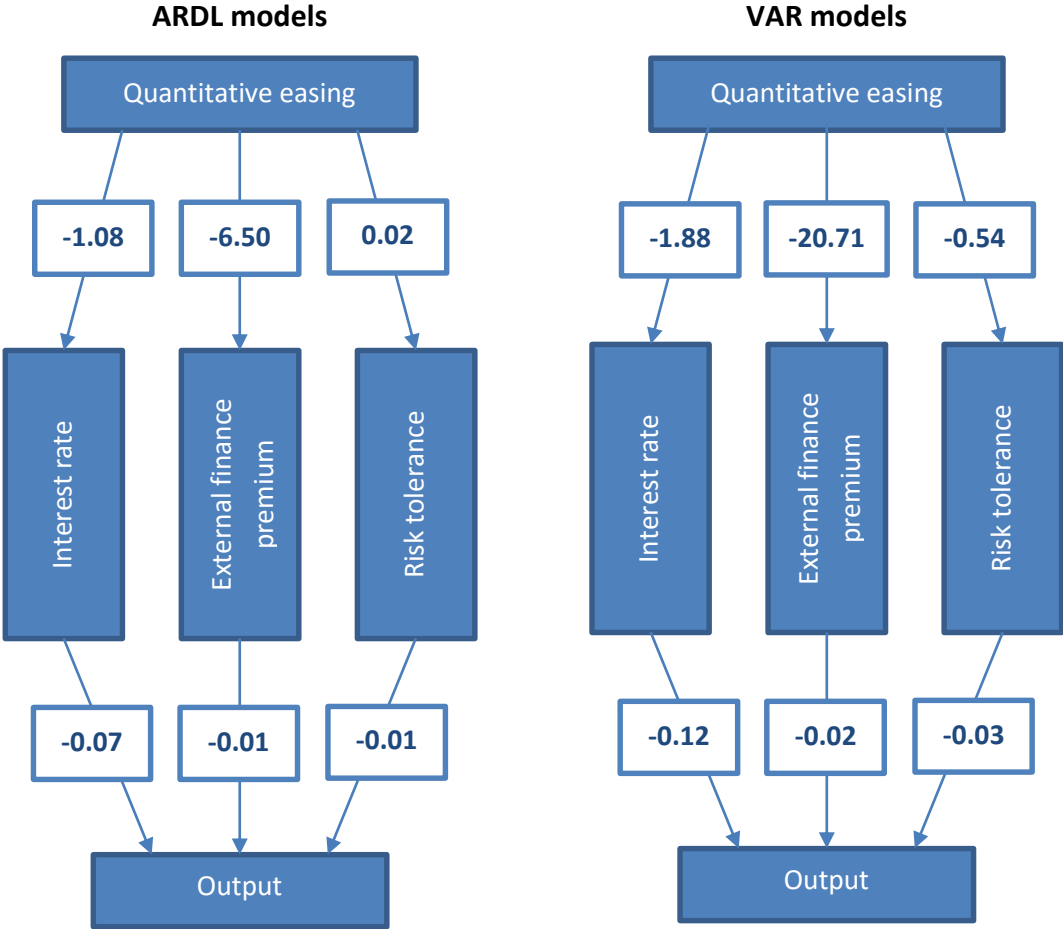 ARDL models
Quantitative easing
-1.08
-6.50
0.02
Interest rate
External finance
premium
Risk tolerance
-0.07
-0.01
-0.01
Output
VAR models
Quantitative easing
-1.88
-20.71
-0.54
Interest rate
External finance
premium
Risk tolerance
-0.12
-0.02
-0.03
Output